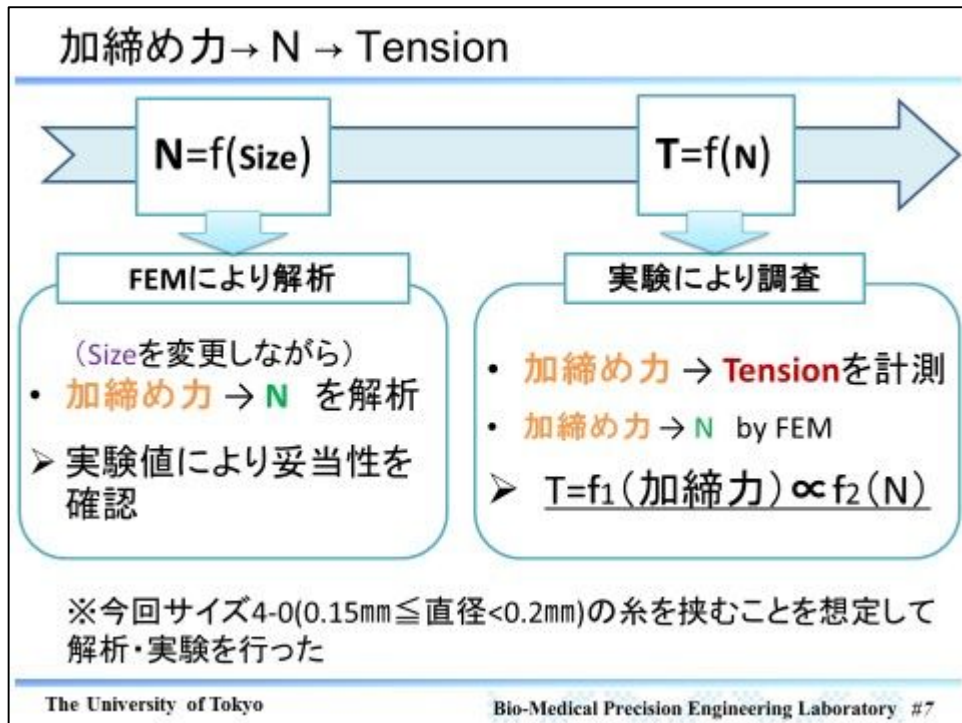 加締め力→ N → Tension
N=f(Size)
T=f(N)
FEMにより解析
(Sizeを変更しながら)
・ 加締め力 → N を解析
➢ 実験値により妥当性を
確認
実験により調査
・ 加締め力 → Tensionを計測
・ 加締め力 → N by FEM
➢ T=f1(加締力)∝f2(N)
※今回サイズ4-0(0.15㎜≦直径<0.2㎜)の糸を挟むことを想定して
解析・実験を行った
The University of Tokyo
Bio-Medical Precision Engineering Laboratory #7